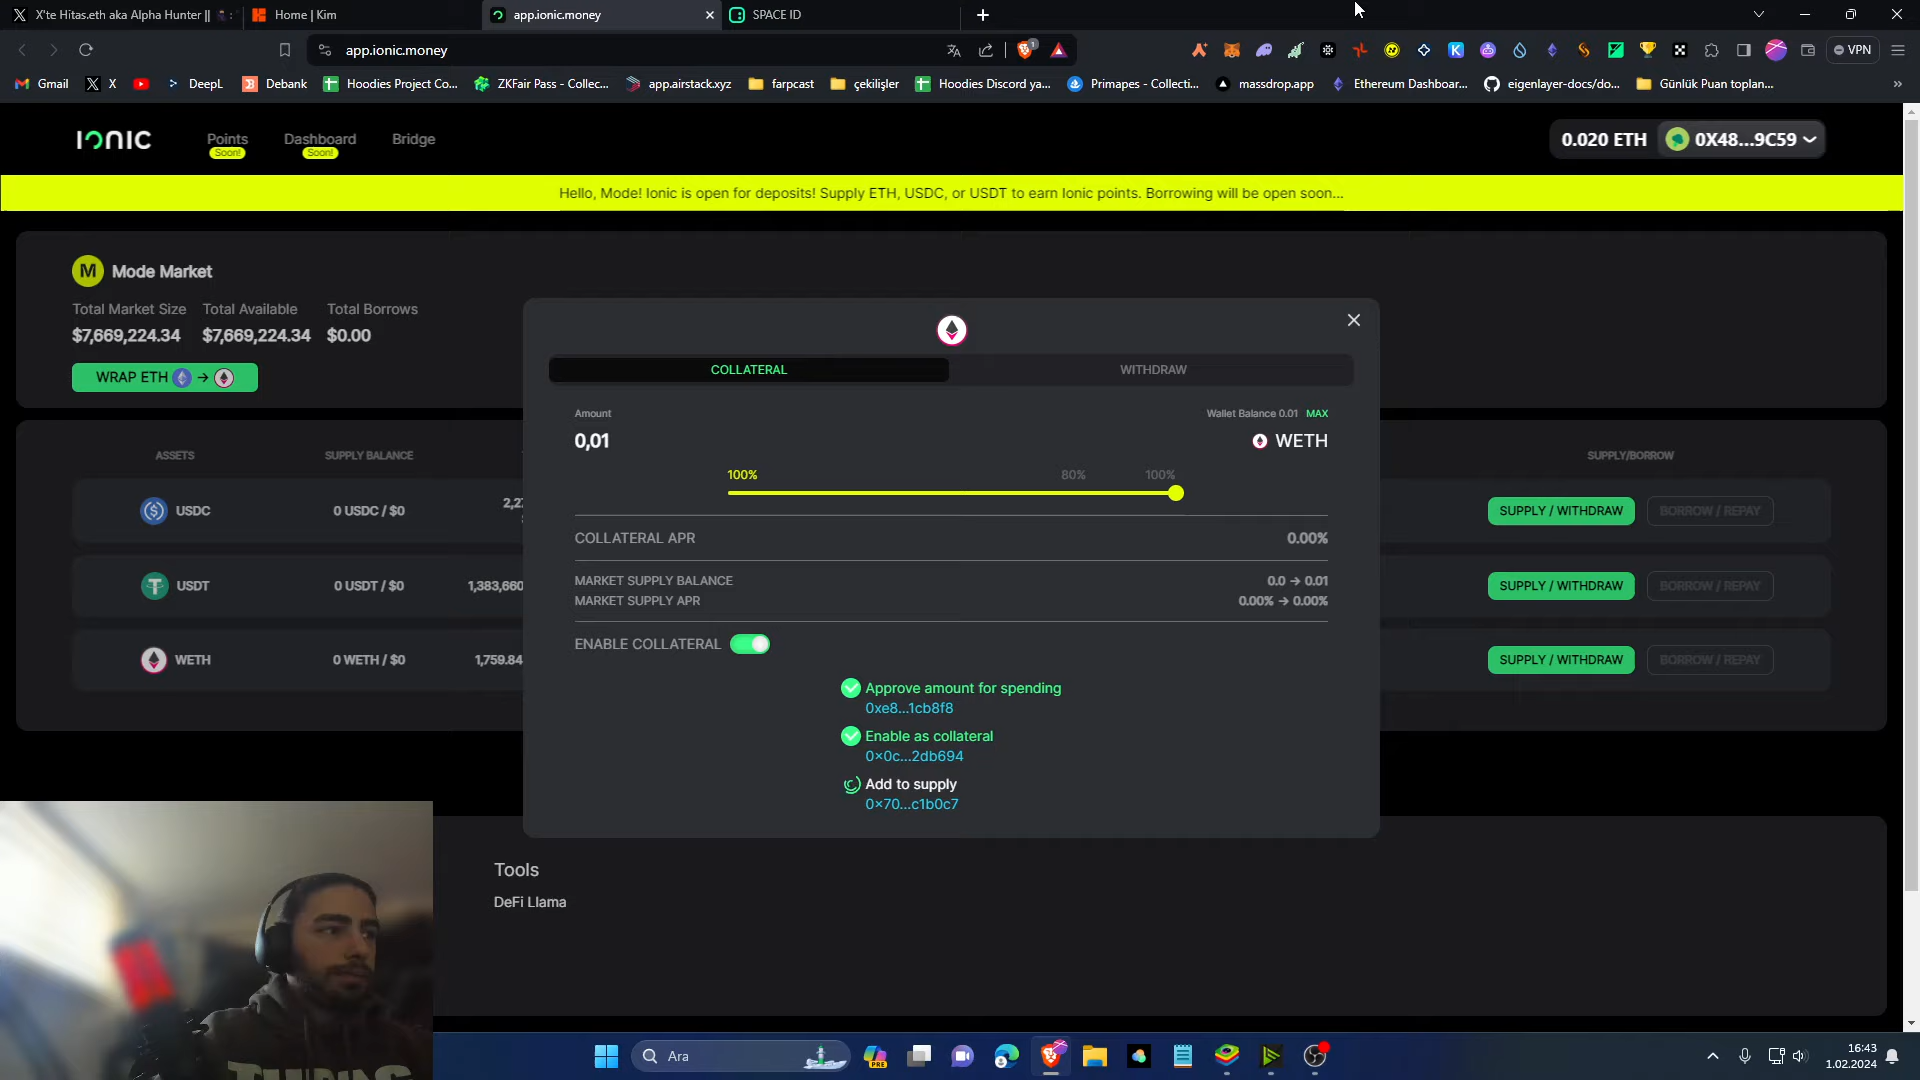 X'te Hitas.eth aka Alpha Hunter ||
Home | Kim
app.ionic.money
SPACE ID
app.ionic.money
VPN
Gmail
X
DeepL
Debank
Hoodies Project Co...
ZKFair Pass - Collec...
app.airstack.xyz
farpcast
çekilişler
Hoodies Discord ya...
Primapes - Collecti...
massdrop.app
Ethereum Dashboar...
eigenlayer-docs/do...
Günlük Puan toplan...
IONIC
Points
Soon!
Dashboard
Soon!
Bridge
0.020 ETH
0X48...9C59
Hello, Mode! Ionic is open for deposits! Supply ETH, USDC, or USDT to earn Ionic points. Borrowing will be open soon...
M Mode Market
Total Market Size Total Available Total Borrows
$7,669,224.34 $7,669,224.34 $0.00
WRAP ETH
COLLATERAL
WITHDRAW
Amount
Wallet Balance 0.01 MAX
0,01
WETH
100%
80%
100%
COLLATERAL APR 0.00%
MARKET SUPPLY BALANCE 0.0 → 0.01
MARKET SUPPLY APR 0.00% → 0.00%
ENABLE COLLATERAL
Approve amount for spending
0xe8...1cb8f8
Enable as collateral
0x0c...2db694
Add to supply
0x70...c1b0c7
ASSETS SUPPLY BALANCE SUPPLY/BORROW
USDC 0 USDC / $0 2,27 SUPPLY / WITHDRAW BORROW / REPAY
USDT 0 USDT / $0 1,383,660 SUPPLY / WITHDRAW BORROW / REPAY
WETH 0 WETH / $0 1,759.84 SUPPLY / WITHDRAW BORROW / REPAY
Tools
DeFi Llama
Ara
PRE
16:43
1.02.2024